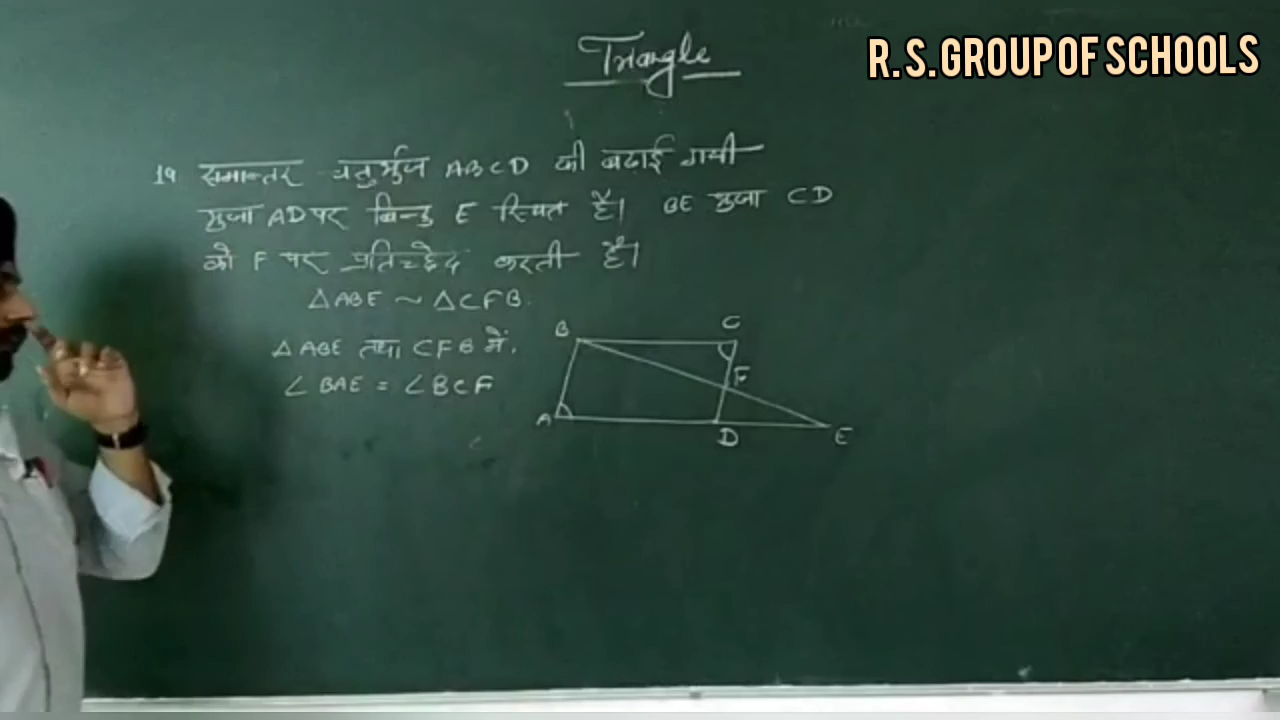 Triangle
R. S. GROUP OF SCHOOLS
19 समान्तर चतुर्भुज ABCD की बढाई गयी
भुजा AD पर बिन्दु E स्थित है। BE भुजा CD
को F पर प्रतिच्छेद करती है।
△ABE ~ △CFB.
△ABE तथा CFB में,
∠BAE = ∠BCF
B
C
F
A
D
E